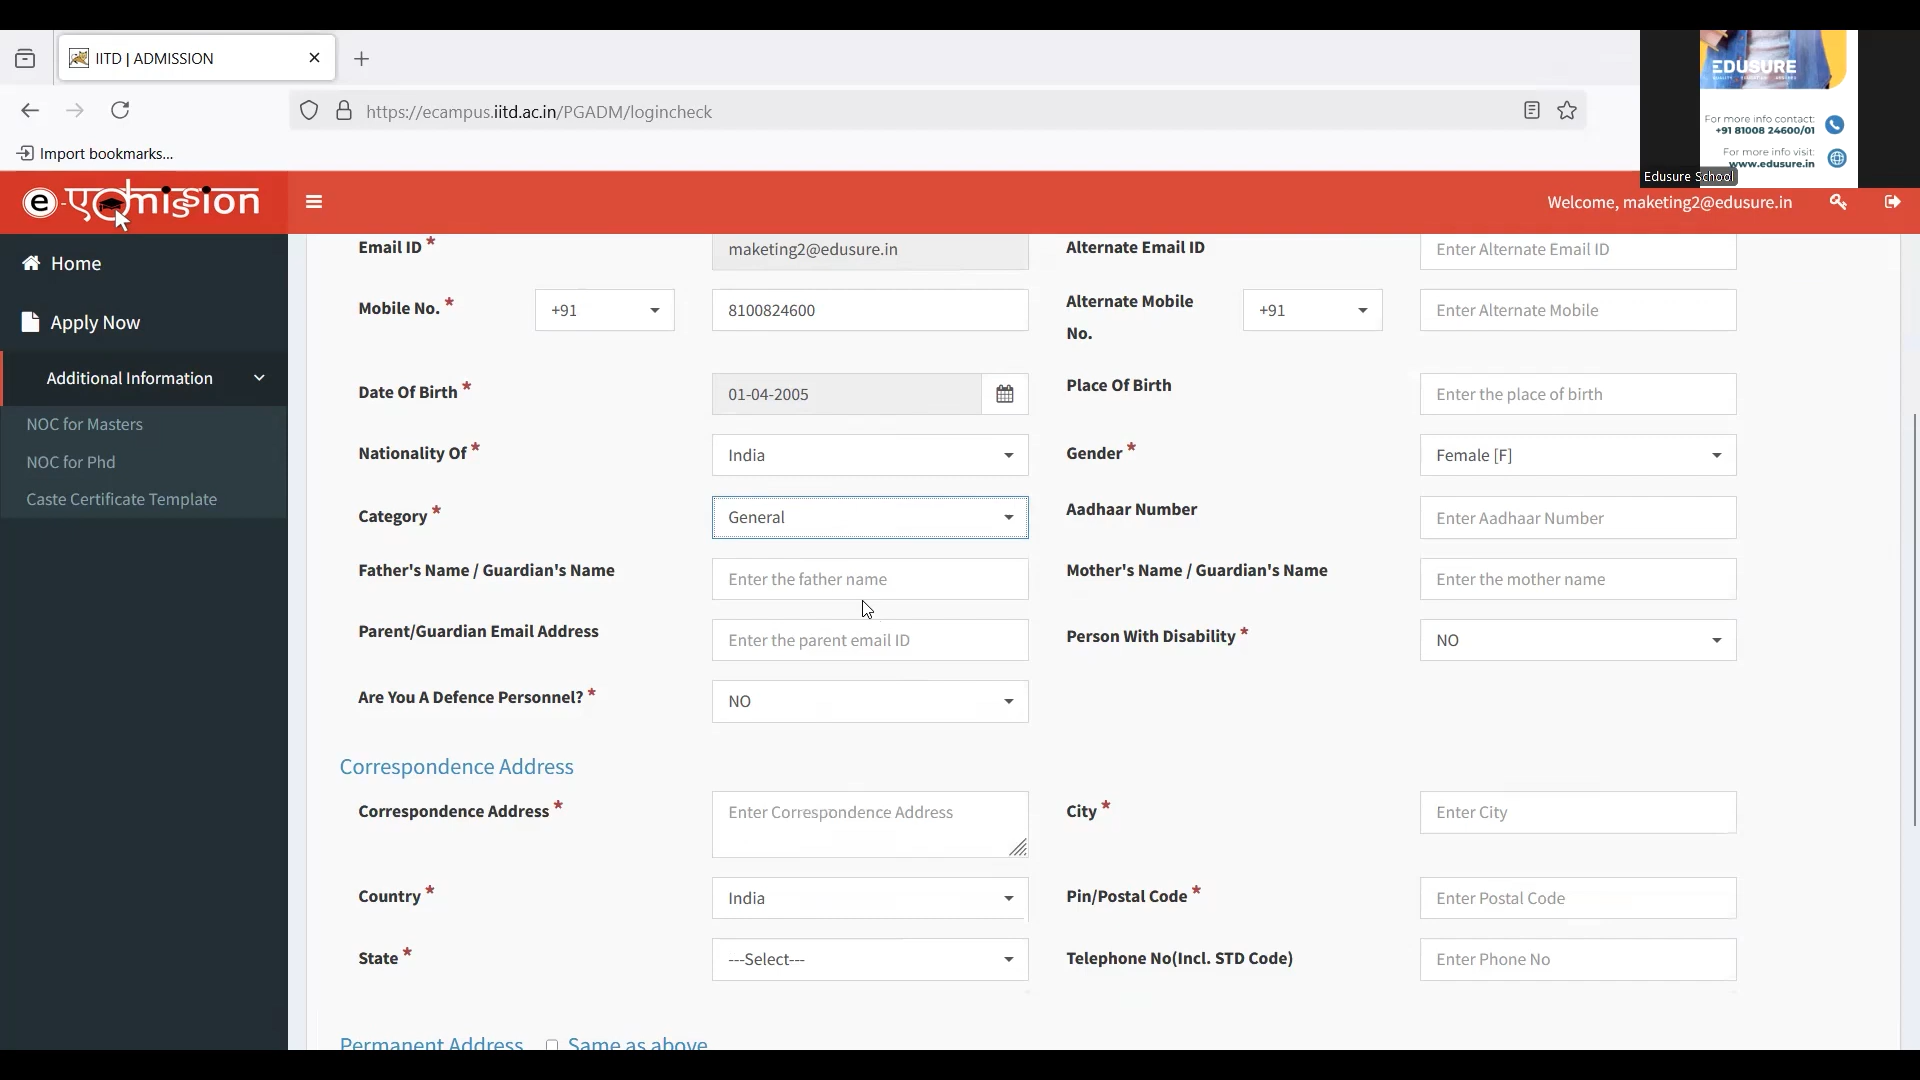 IITD | ADMISSION
https://ecampus.iitd.ac.in/PGADM/logincheck
Import bookmarks...
EDUSURE
For more info contact:
+91 81008 24600/01
For more info visit:
www.edusure.in
Edusure School
e-एdmission
Welcome, maketing2@edusure.in
Home
Apply Now
Additional Information
NOC for Masters
NOC for Phd
Caste Certificate Template
Email ID * maketing2@edusure.in Alternate Email ID Enter Alternate Email ID
Mobile No. * +91 8100824600 Alternate Mobile No. +91 Enter Alternate Mobile
Date Of Birth * 01-04-2005 Place Of Birth Enter the place of birth
Nationality Of * India Gender * Female [F]
Category * General Aadhaar Number Enter Aadhaar Number
Father's Name / Guardian's Name Enter the father name Mother's Name / Guardian's Name Enter the mother name
Parent/Guardian Email Address Enter the parent email ID Person With Disability * NO
Are You A Defence Personnel? * NO
Correspondence Address
Correspondence Address * Enter Correspondence Address City * Enter City
Country * India Pin/Postal Code * Enter Postal Code
State * ---Select--- Telephone No(Incl. STD Code) Enter Phone No
Permanent Address Same as above